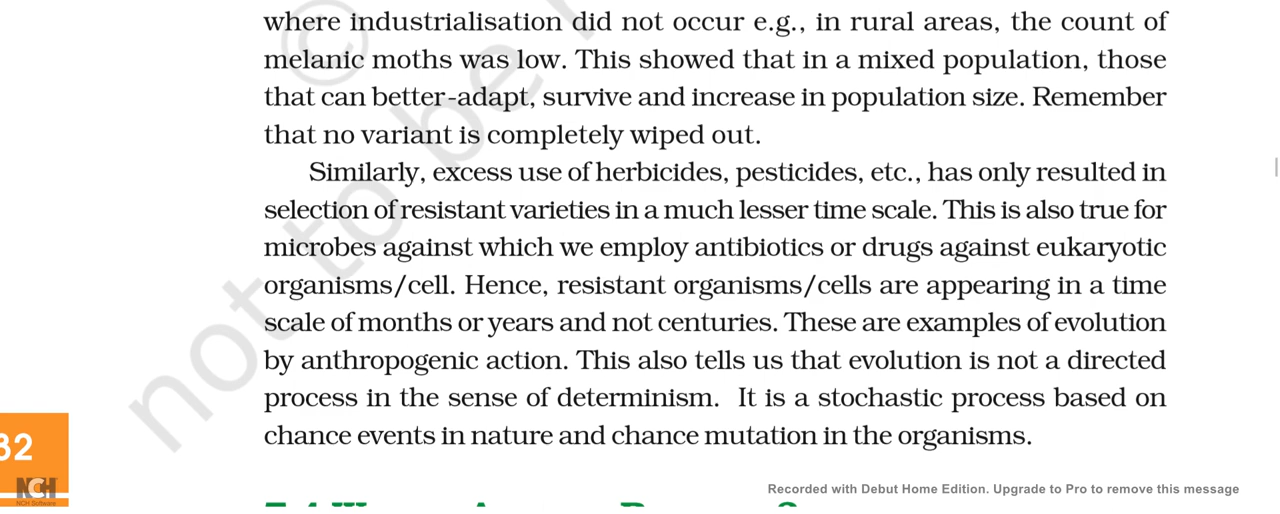 where industrialisation did not occur e.g., in rural areas, the count of
melanic moths was low. This showed that in a mixed population, those
that can better-adapt, survive and increase in population size. Remember
that no variant is completely wiped out.
Similarly, excess use of herbicides, pesticides, etc., has only resulted in
selection of resistant varieties in a much lesser time scale. This is also true for
microbes against which we employ antibiotics or drugs against eukaryotic
organisms/cell. Hence, resistant organisms/cells are appearing in a time
scale of months or years and not centuries. These are examples of evolution
by anthropogenic action. This also tells us that evolution is not a directed
process in the sense of determinism. It is a stochastic process based on
chance events in nature and chance mutation in the organisms.
not to be
©
32
NCH
NCH Software
Recorded with Debut Home Edition. Upgrade to Pro to remove this message